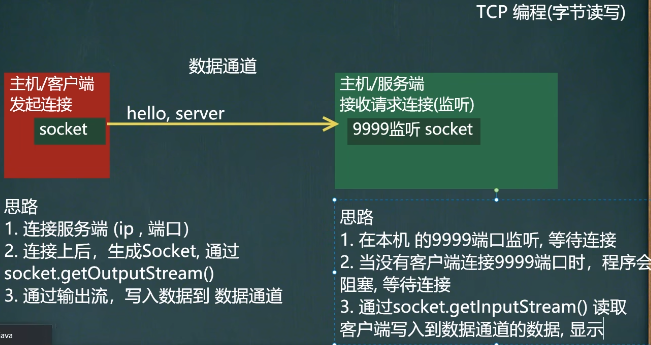 TCP 编程(字节读写)
数据通道
主机/客户端
发起连接
socket
hello, server
主机/服务端
接收请求连接(监听)
9999监听 socket
思路
1. 连接服务端 (ip , 端口)
2. 连接上后，生成Socket, 通过
socket.getOutputStream()
3. 通过输出流，写入数据到 数据通道
思路
1. 在本机 的9999端口监听, 等待连接
2. 当没有客户端连接9999端口时，程序会
阻塞, 等待连接
3. 通过socket.getInputStream() 读取
客户端写入到数据通道的数据, 显示
ava